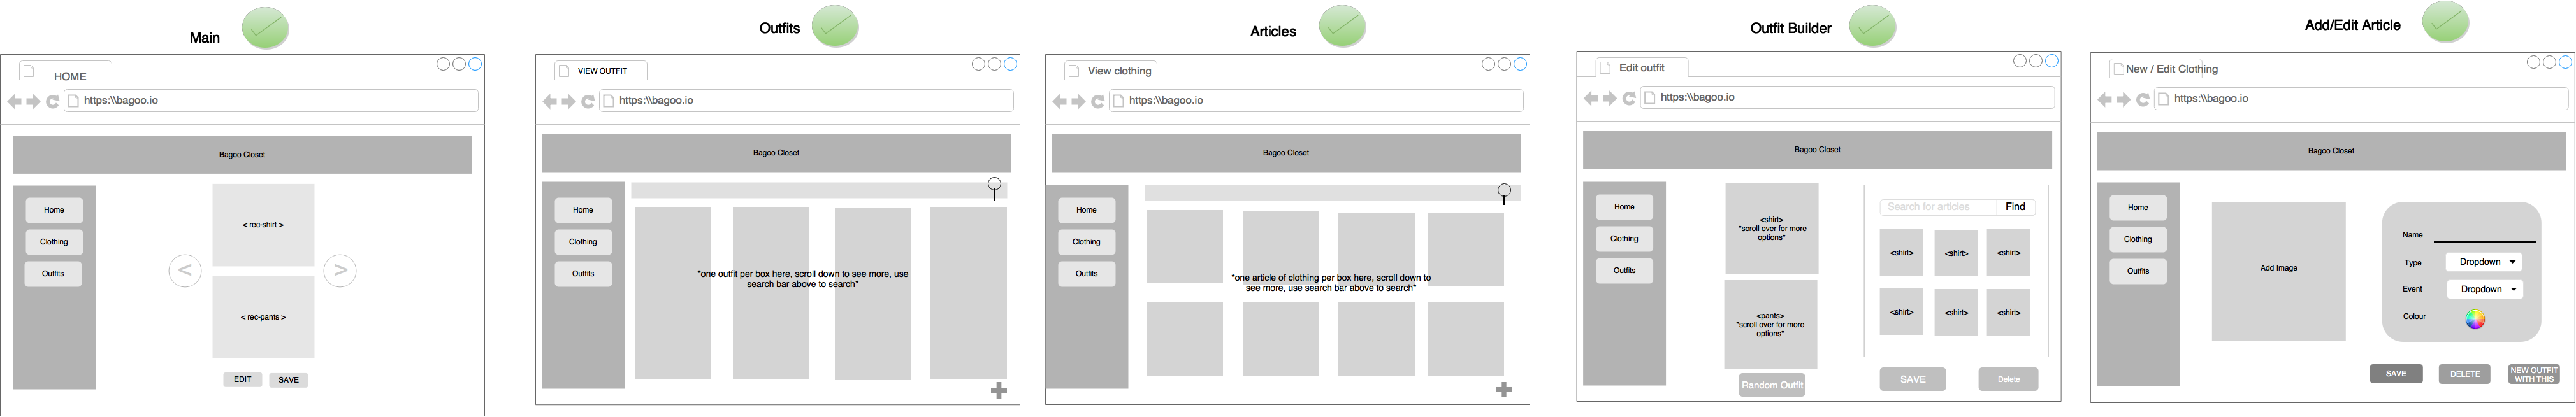 Main
HOME
https:\\bagoo.io
Bagoo Closet
Home
Clothing
Outfits
<
< rec-shirt >
< rec-pants >
>
EDIT
SAVE
Outfits
VIEW OUTFIT
https:\\bagoo.io
Bagoo Closet
Home
Clothing
Outfits
*one outfit per box here, scroll down to see more, use
search bar above to search*
Articles
View clothing
https:\\bagoo.io
Bagoo Closet
Home
Clothing
Outfits
*one article of clothing per box here, scroll down to
see more, use search bar above to search*
Outfit Builder
Edit outfit
https:\\bagoo.io
Bagoo Closet
Home
Clothing
Outfits
<shirt>
*scroll over for more
options*
<pants>
*scroll over for more
options*
Random Outfit
Search for articles
Find
<shirt>
<shirt>
<shirt>
<shirt>
<shirt>
<shirt>
SAVE
Delete
Add/Edit Article
New / Edit Clothing
https:\\bagoo.io
Bagoo Closet
Home
Clothing
Outfits
Add Image
Name
Type
Dropdown
Event
Dropdown
Colour
SAVE
DELETE
NEW OUTFIT
WITH THIS